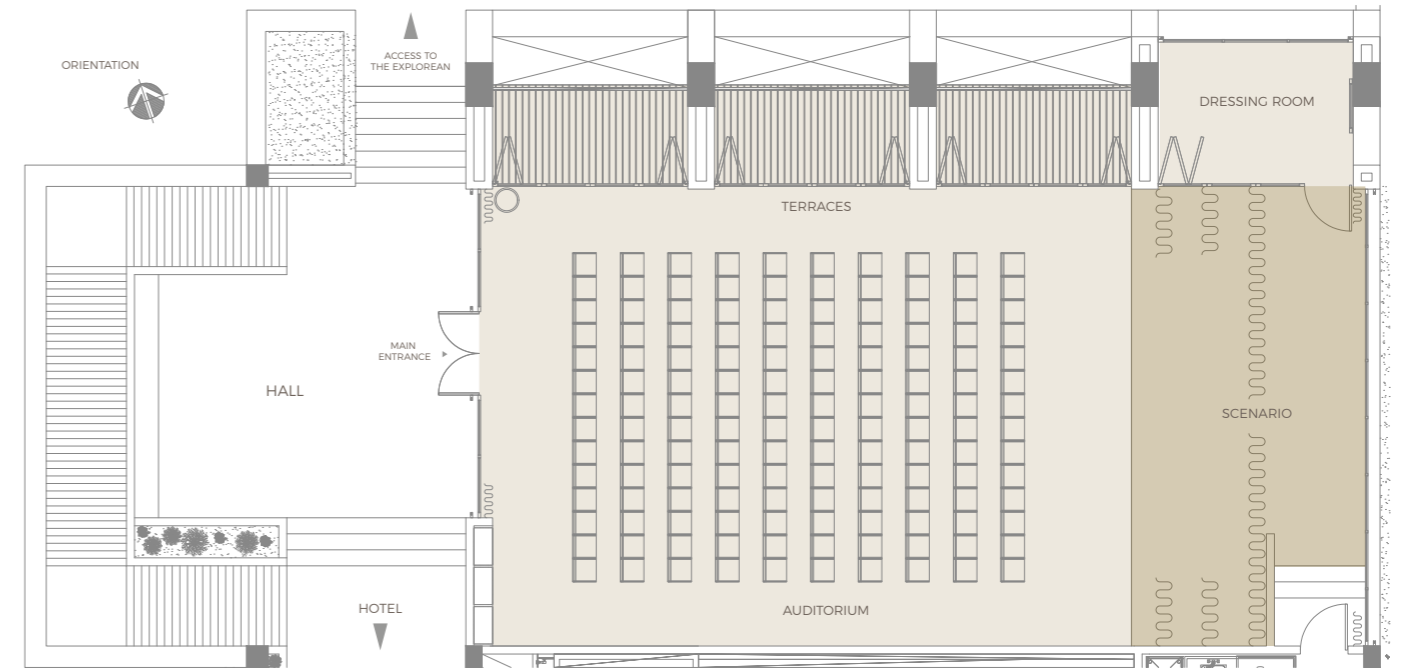 ORIENTATION
ACCESS TO
THE EXPLOREAN
DRESSING ROOM
TERRACES
MAIN
ENTRANCE
HALL
SCENARIO
HOTEL
AUDITORIUM